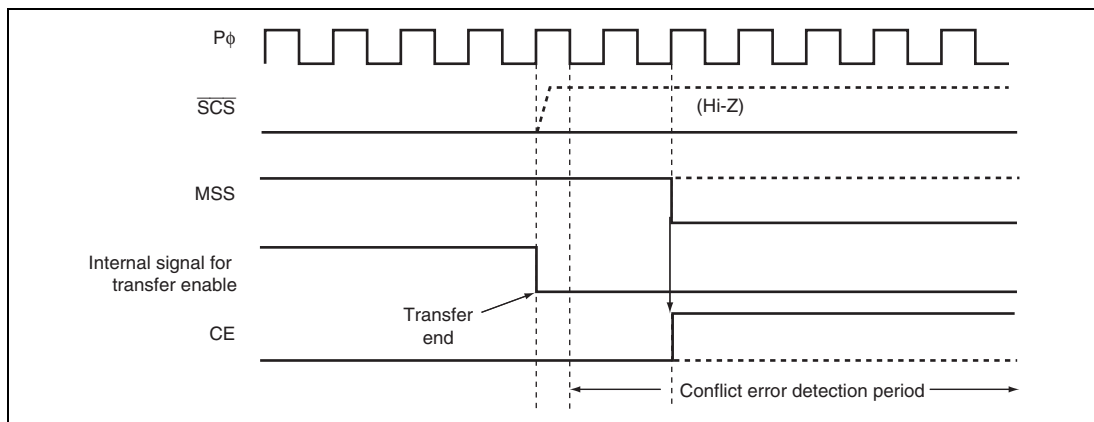 Pϕ
SCS
(Hi-Z)
MSS
Internal signal for
transfer enable
Transfer
end
CE
Conflict error detection period